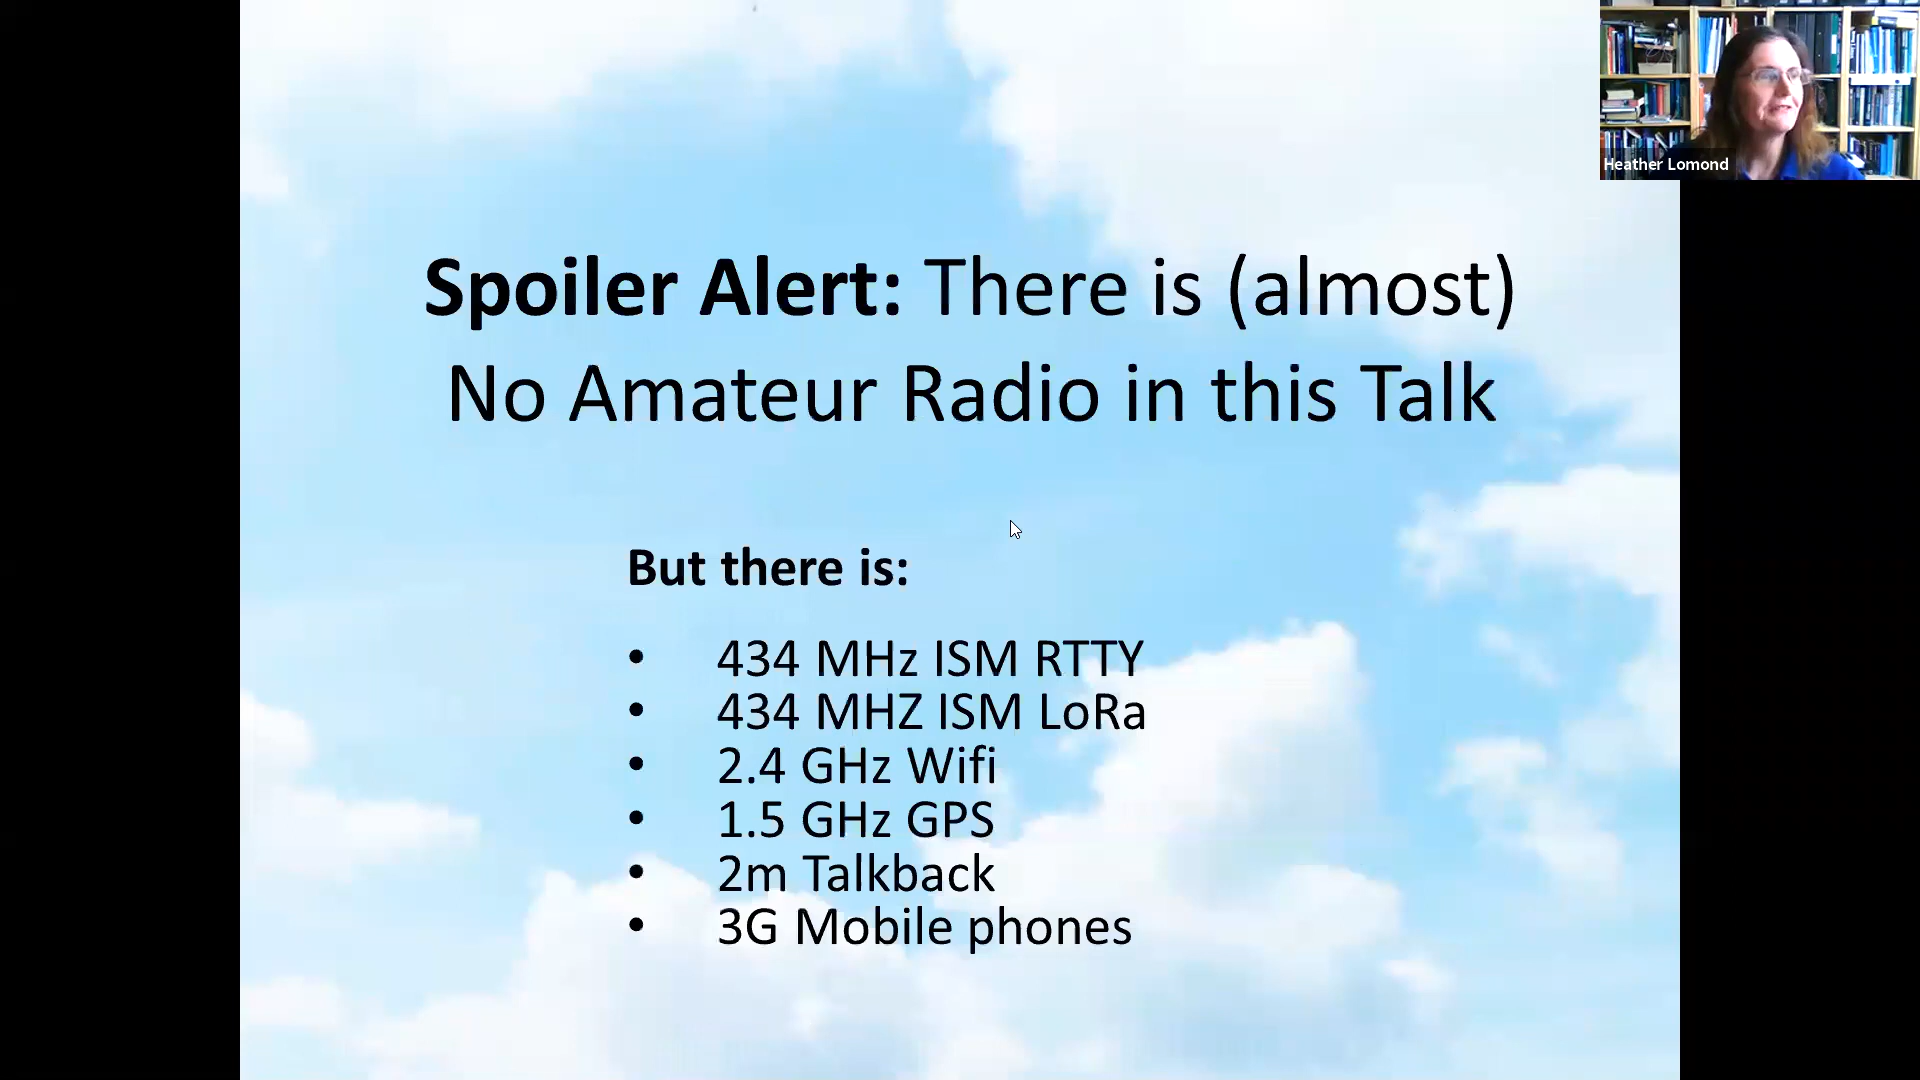 Heather Lomond
Spoiler Alert: There is (almost)
No Amateur Radio in this Talk
But there is:
• 434 MHz ISM RTTY
• 434 MHZ ISM LoRa
• 2.4 GHz Wifi
• 1.5 GHz GPS
• 2m Talkback
• 3G Mobile phones